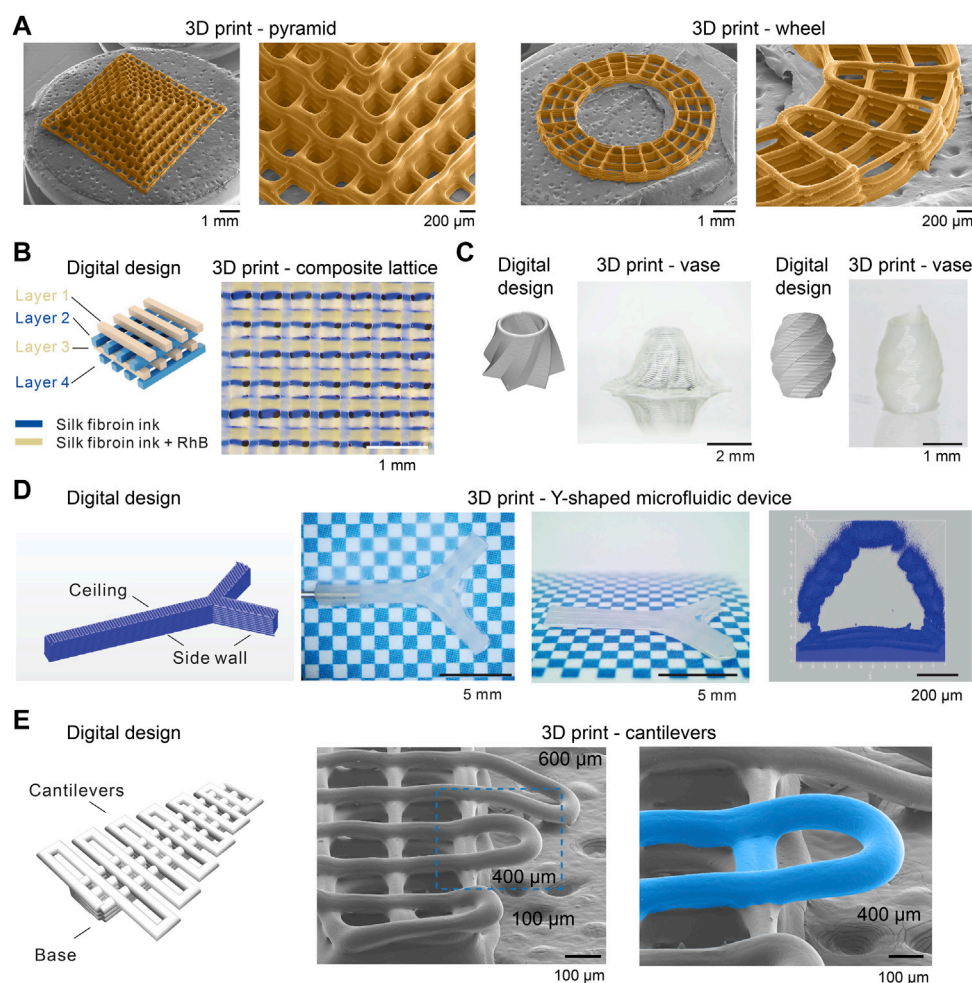 A
3D print - pyramid
3D print - wheel
1 mm
200 µm
1 mm
200 µm
B
Digital design
3D print - composite lattice
Layer 1
Layer 2
Layer 3
Layer 4
Silk fibroin ink
Silk fibroin ink + RhB
1 mm
C
Digital
design
3D print - vase
Digital
design
3D print - vase
2 mm
1 mm
D
Digital design
3D print - Y-shaped microfluidic device
Ceiling
Side wall
5 mm
5 mm
200 µm
E
Digital design
3D print - cantilevers
Cantilevers
Base
600 µm
400 µm
100 µm
100 µm
400 µm
100 µm